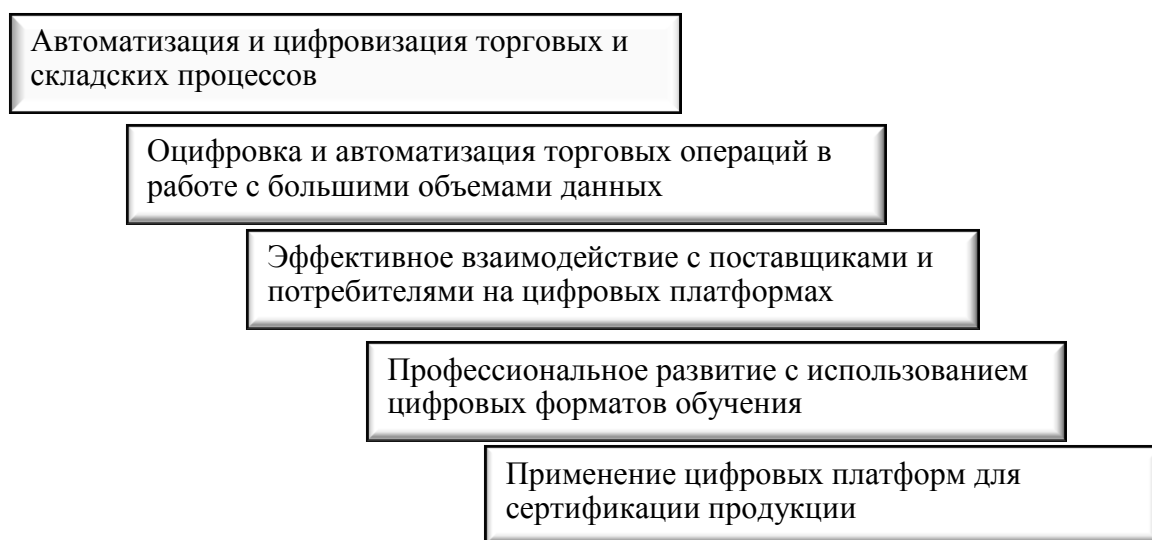 Автоматизация и цифровизация торговых и
складских процессов
Оцифровка и автоматизация торговых операций в
работе с большими объемами данных
Эффективное взаимодействие с поставщиками и
потребителями на цифровых платформах
Профессиональное развитие с использованием
цифровых форматов обучения
Применение цифровых платформ для
сертификации продукции